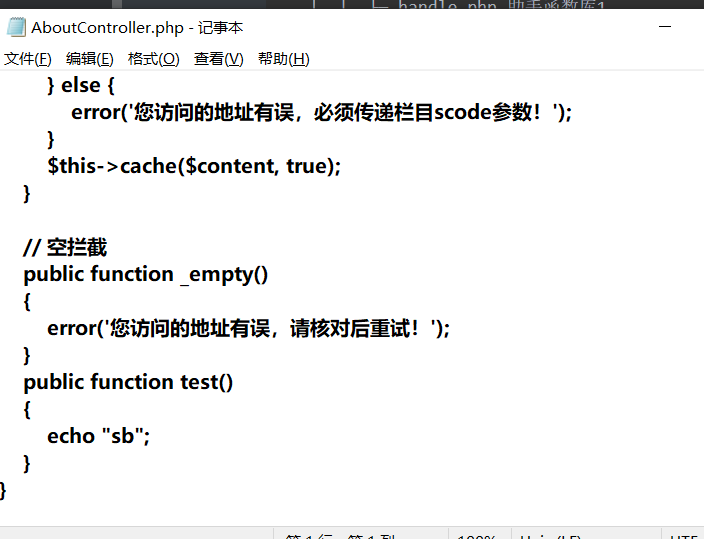 handle.php 助手函数库1
AboutController.php - 记事本
文件(F) 编辑(E) 格式(O) 查看(V) 帮助(H)
} else {
error('您访问的地址有误，必须传递栏目scode参数！');
}
$this->cache($content, true);
}
// 空拦截
public function _empty()
{
error('您访问的地址有误，请核对后重试！');
}
public function test()
{
echo "sb";
}
}
第 1 行，第 1 列 100% Unix (LF) UTF